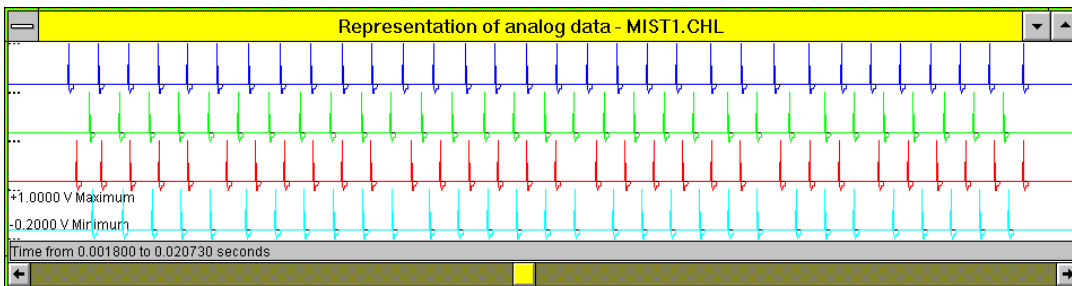 Representation of analog data - MIST1.CHL
+1.0000 V Maximum
-0.2000 V Minimum
Time from 0.001800 to 0.020730 seconds